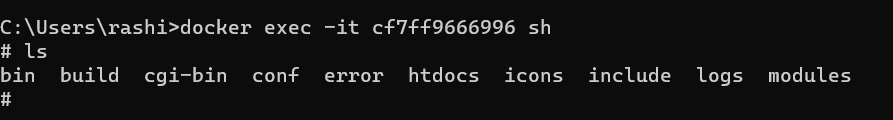 C:\Users\rashi>docker exec -it cf7ff9666996 sh
# ls
bin  build  cgi-bin  conf  error  htdocs  icons  include  logs  modules
#